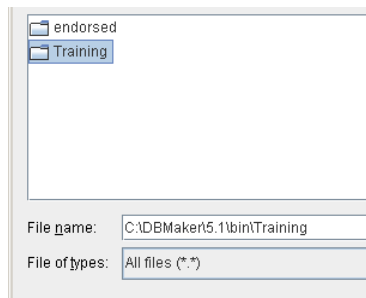 endorsed
Training
File name: C:\DBMaker\5.1\bin\Training
File of types: All files (*.*)